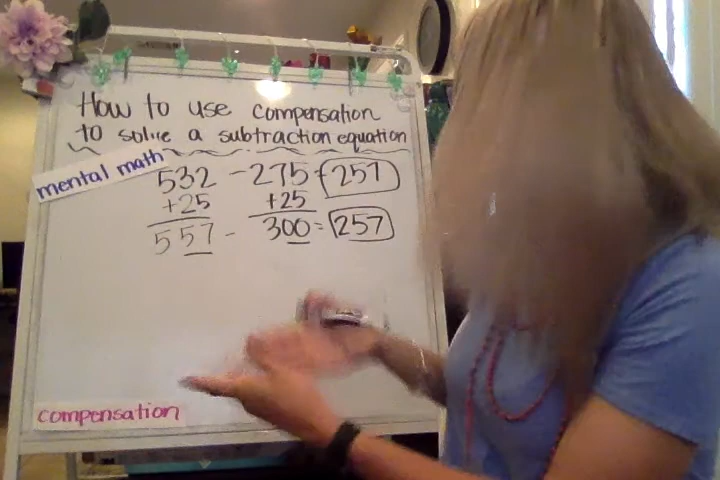 How to use compensation
to solve a subtraction equation
mental math
532 - 275 = 257
+25 +25
557 - 300 = 257
compensation